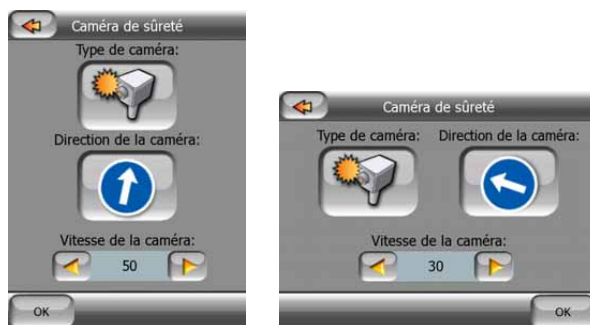 Caméra de sûreté
Type de caméra:
Direction de la caméra:
Vitesse de la caméra:
50
OK
Caméra de sûreté
Type de caméra: Direction de la caméra:
Vitesse de la caméra:
30
OK